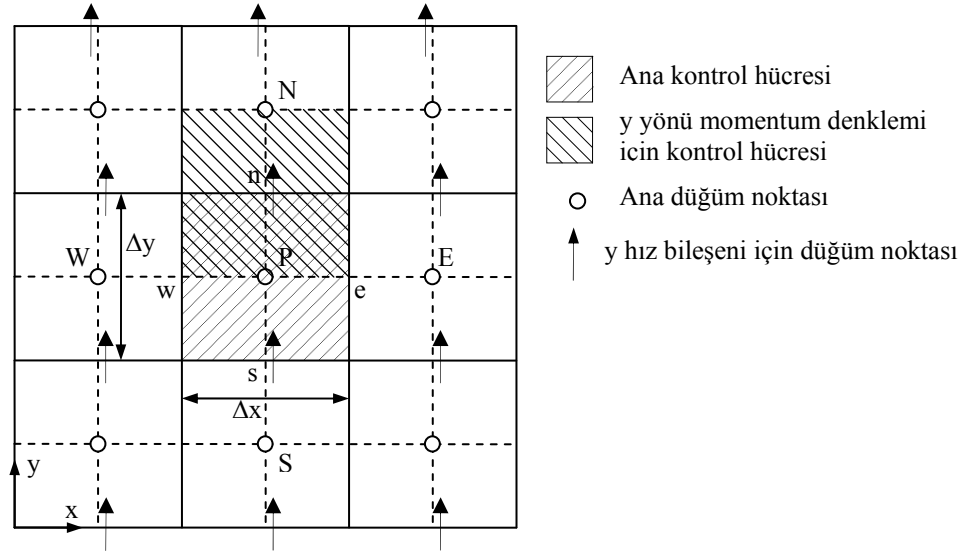 N
n
Δy
W
P
E
w
e
s
Δx
S
y
x
Ana kontrol hücresi
y yönü momentum denklemi
icin kontrol hücresi
Ana düğüm noktası
y hız bileşeni için düğüm noktası